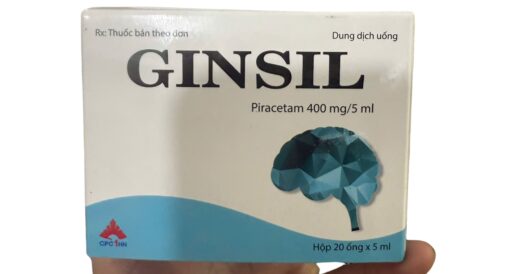 Rx: Thuốc bán theo đơn
Dung dịch uống
GINSIL
Piracetam 400 mg/5 ml
CPC1HN
Hộp 20 ống x 5 ml